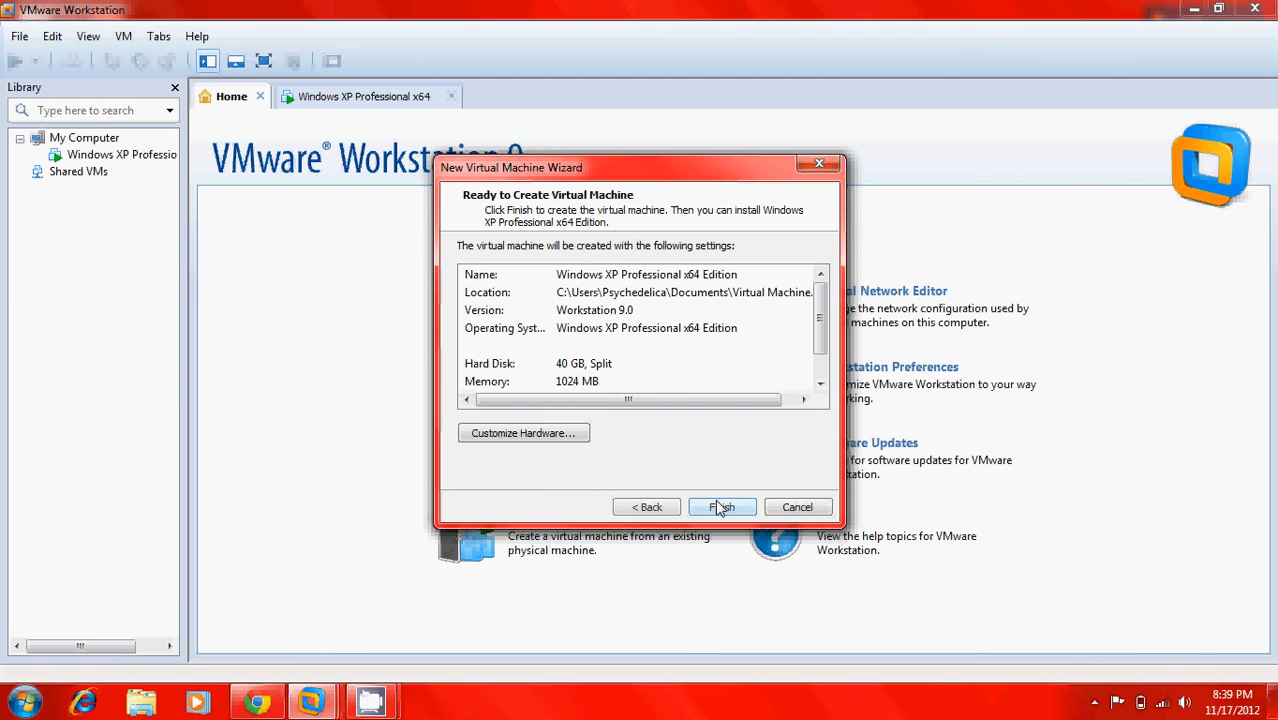 VMware Workstation
File Edit View VM Tabs Help
Library
Type here to search
Home
Windows XP Professional x64
My Computer
Windows XP Professio
Shared VMs
VMware® Workstation 9
New Virtual Machine Wizard
Ready to Create Virtual Machine
Click Finish to create the virtual machine. Then you can install Windows
XP Professional x64 Edition.
The virtual machine will be created with the following settings:
Name: Windows XP Professional x64 Edition
Location: C:\Users\Psychedelica\Documents\Virtual Machine.
Version: Workstation 9.0
Operating Syst... Windows XP Professional x64 Edition
Hard Disk: 40 GB, Split
Memory: 1024 MB
Customize Hardware...
< Back
Finish
Cancel
al Network Editor
ge the network configuration used by
l machines on this computer.
station Preferences
mize VMware Workstation to your way
rking.
are Updates
for software updates for VMware
station.
Create a virtual machine from an existing
physical machine.
View the help topics for VMware
Workstation.
8:39 PM
11/17/2012